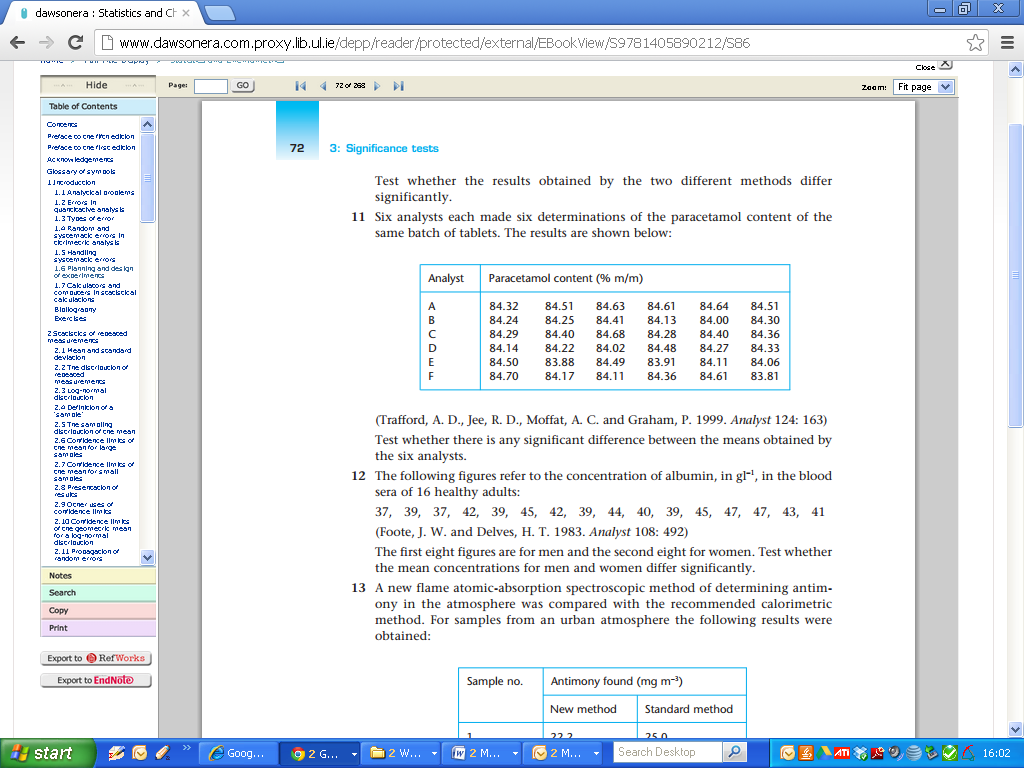 dawsonera : Statistics and Ch
www.dawsonera.com.proxy.lib.ul.ie/depp/reader/protected/external/EBookView/S9781405890212/S86
Close
Hide
Page:
GO
72 of 268
Zoom:
Fit page
Table of Contents
Contents
Preface to the fifth edition
Preface to the first edition
Acknowledgements
Glossary of symbols
1 Introduction
1.1 Analytical problems
1.2 Errors in
quantitative analysis
1.3 Types of error
1.4 Random and
systematic errors in
titrimetric analysis
1.5 Handling
systematic errors
1.6 Planning and design
of experiments
1.7 Calculators and
computers in statistical
calculations
Bibliography
Exercises
2 Statistics of repeated
measurements
2.1 Mean and standard
deviation
2.2 The distribution of
repeated
measurements
2.3 Log-normal
distribution
2.4 Definition of a
'sample'
2.5 The sampling
distribution of the mean
2.6 Confidence limits of
the mean for large
samples
2.7 Confidence limits of
the mean for small
samples
2.8 Presentation of
results
2.9 Other uses of
confidence limits
2.10 Confidence limits
of the geometric mean
for a log-normal
distribution
2.11 Propagation of
random errors
Notes
Search
Copy
Print
Export to RefWorks
Export to EndNote
72 3: Significance tests
Test whether the results obtained by the two different methods differ
significantly.
11 Six analysts each made six determinations of the paracetamol content of the
same batch of tablets. The results are shown below:
Analyst Paracetamol content (% m/m)
A 84.32 84.51 84.63 84.61 84.64 84.51
B 84.24 84.25 84.41 84.13 84.00 84.30
C 84.29 84.40 84.68 84.28 84.40 84.36
D 84.14 84.22 84.02 84.48 84.27 84.33
E 84.50 83.88 84.49 83.91 84.11 84.06
F 84.70 84.17 84.11 84.36 84.61 83.81
(Trafford, A. D., Jee, R. D., Moffat, A. C. and Graham, P. 1999. Analyst 124: 163)
Test whether there is any significant difference between the means obtained by
the six analysts.
12 The following figures refer to the concentration of albumin, in gl⁻¹, in the blood
sera of 16 healthy adults:
37, 39, 37, 42, 39, 45, 42, 39, 44, 40, 39, 45, 47, 47, 43, 41
(Foote, J. W. and Delves, H. T. 1983. Analyst 108: 492)
The first eight figures are for men and the second eight for women. Test whether
the mean concentrations for men and women differ significantly.
13 A new flame atomic-absorption spectroscopic method of determining antim-
ony in the atmosphere was compared with the recommended calorimetric
method. For samples from an urban atmosphere the following results were
obtained:
Sample no. Antimony found (mg m⁻³)
New method Standard method
1 22.2 25.0
start
Goog...
2 G...
2 W...
2 M...
2 M...
Search Desktop
16:02